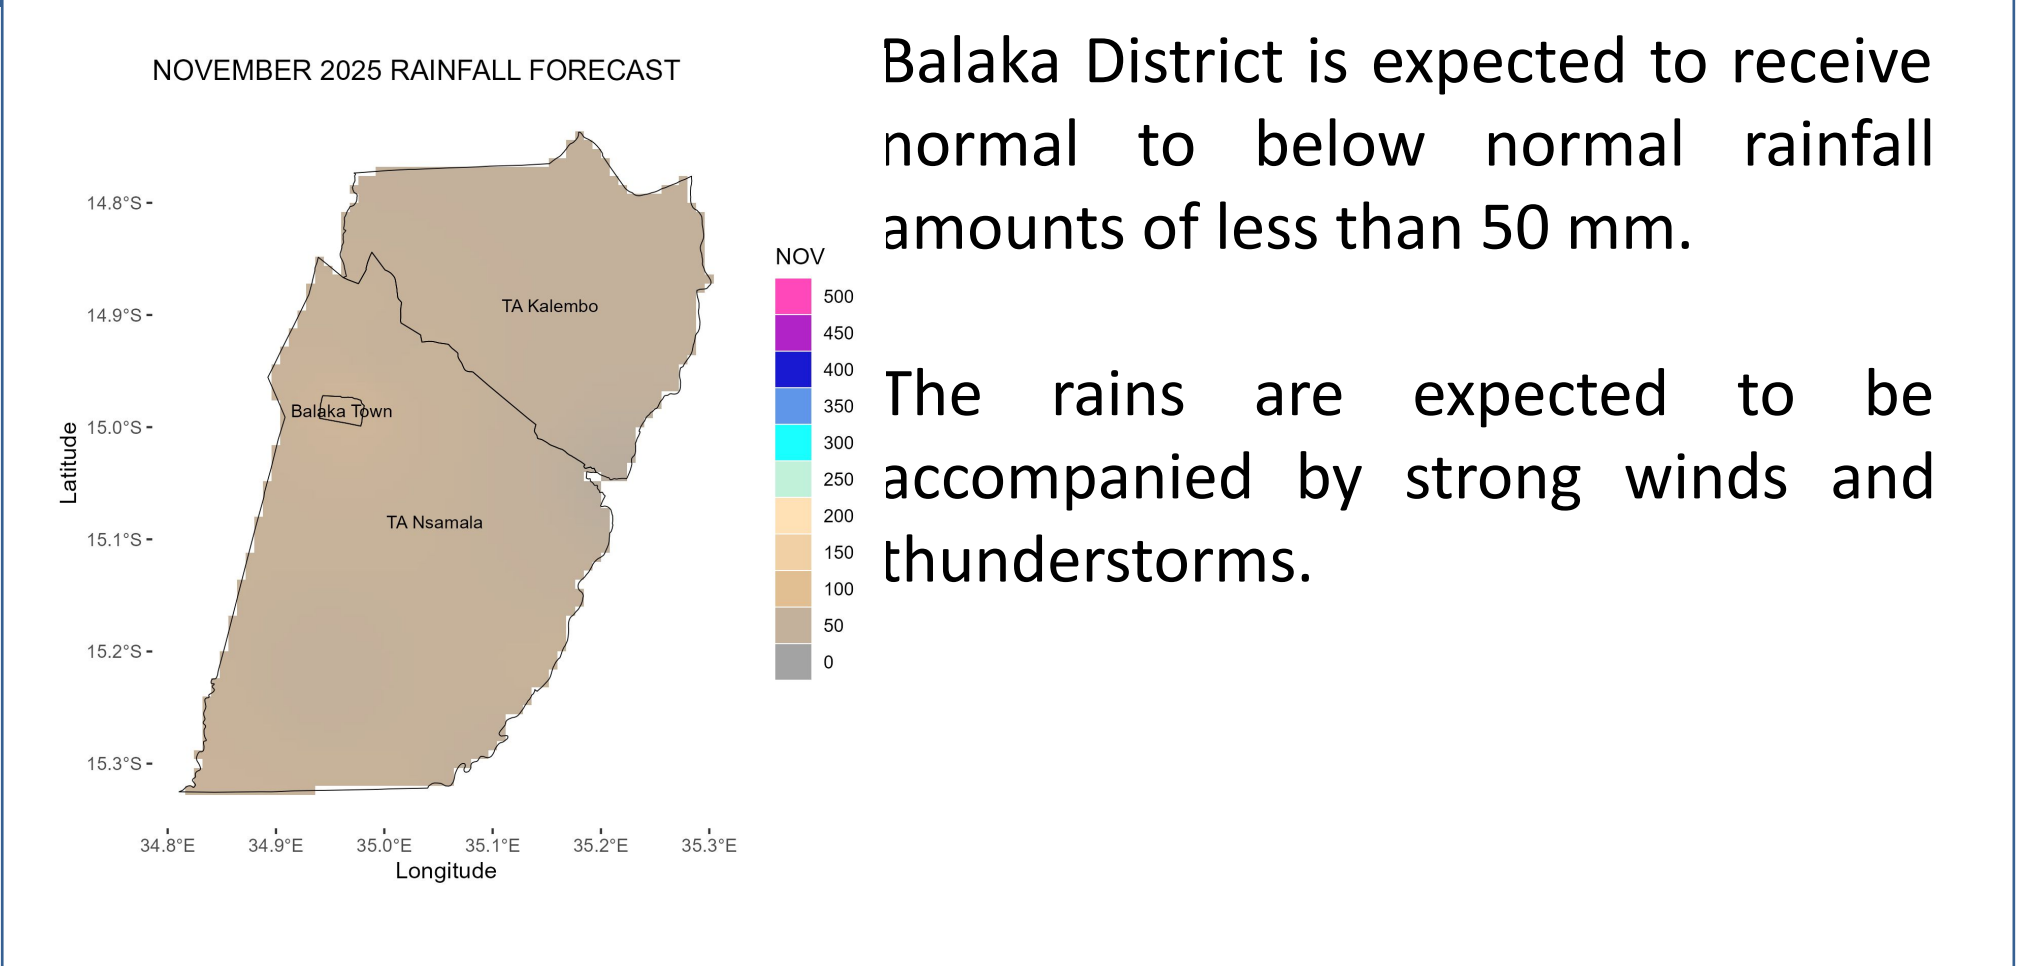 NOVEMBER 2025 RAINFALL FORECAST
14.8°S
14.9°S
15.0°S
15.1°S
15.2°S
15.3°S
Latitude
TA Kalembo
Balaka Town
TA Nsamala
34.8°E 34.9°E 35.0°E 35.1°E 35.2°E 35.3°E
Longitude
NOV
500
450
400
350
300
250
200
150
100
50
0
Balaka District is expected to receive
normal to below normal rainfall
amounts of less than 50 mm.
The rains are expected to be
accompanied by strong winds and
thunderstorms.